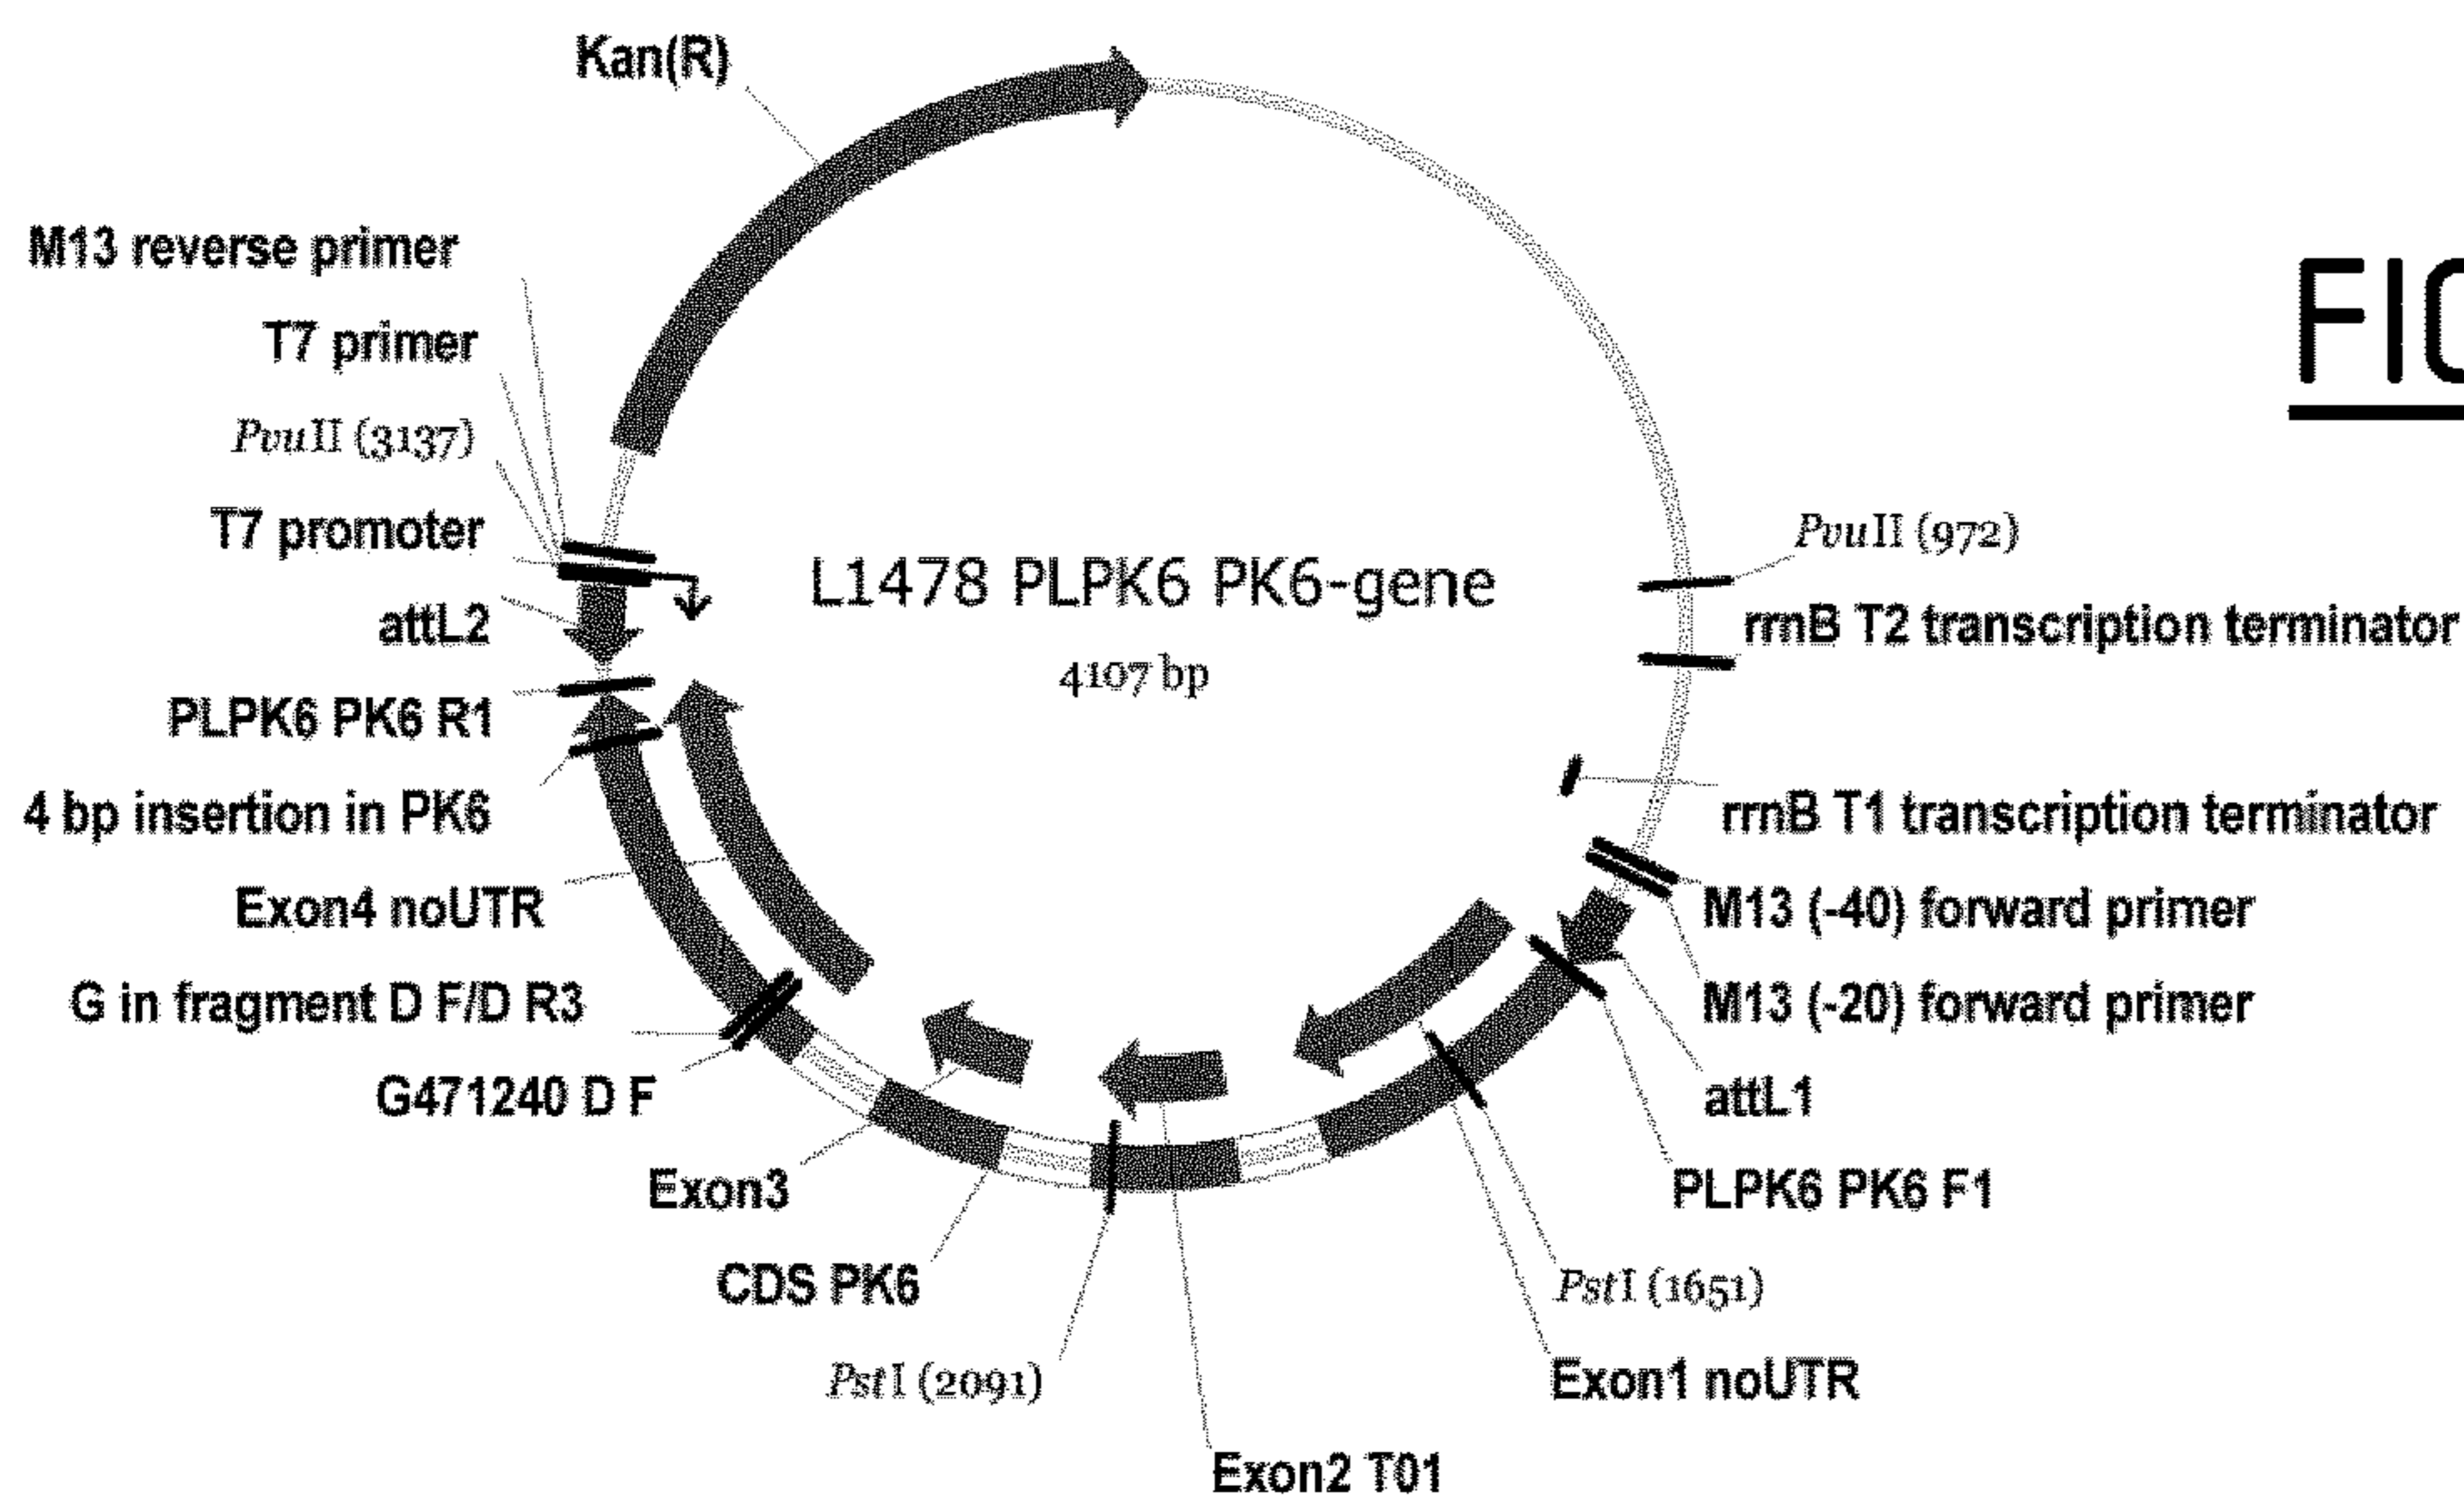 Kan(R)
M13 reverse primer
T7 primer
PvuII (3137)
T7 promoter
attL2
PLPK6 PK6 R1
4 bp insertion in PK6
Exon4 noUTR
G in fragment D F/D R3
G471240 D F
Exon3
CDS PK6
PstI (2091)
Exon2 T01
L1478 PLPK6 PK6-gene
4107 bp
PvuII (972)
rrnB T2 transcription terminator
rrnB T1 transcription terminator
M13 (-40) forward primer
M13 (-20) forward primer
attL1
PLPK6 PK6 F1
PstI (1651)
Exon1 noUTR